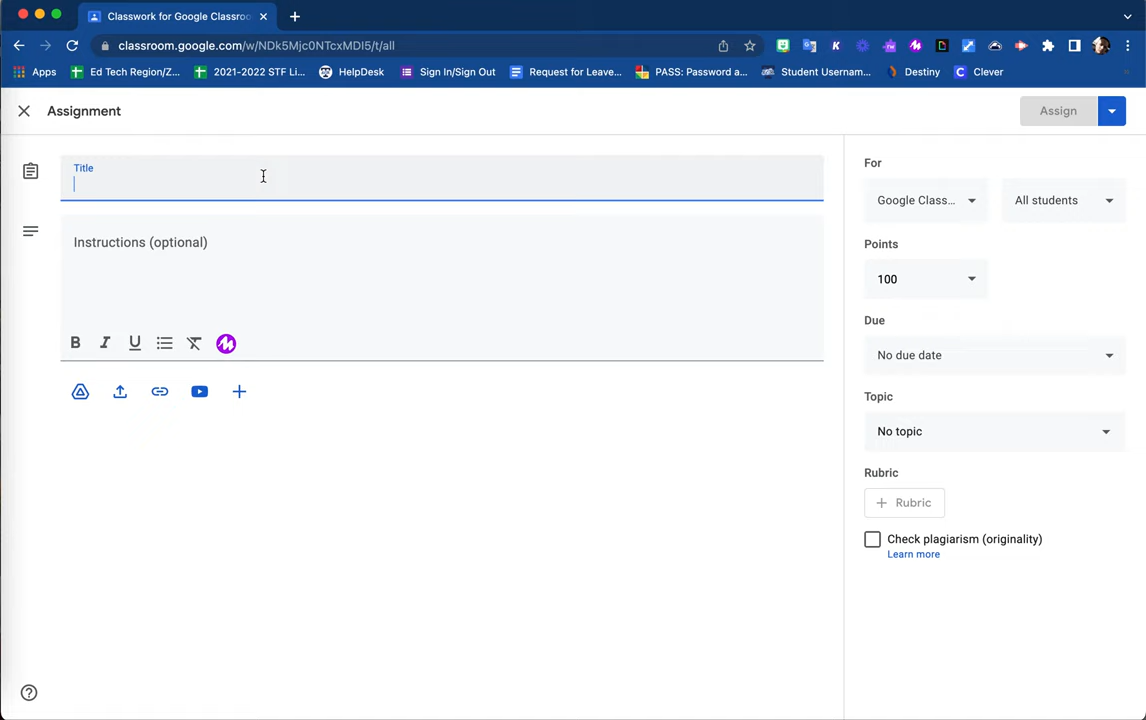 Classwork for Google Classroo
classroom.google.com/w/NDk5Mjc0NTcxMDI5/t/all
Apps
Ed Tech Region/Z...
2021-2022 STF Li...
HelpDesk
Sign In/Sign Out
Request for Leave...
PASS: Password a...
Student Usernam...
Destiny
Clever
Assignment
Assign
Title
Instructions (optional)
B I U
For
Google Class...
All students
Points
100
Due
No due date
Topic
No topic
Rubric
+ Rubric
Check plagiarism (originality)
Learn more